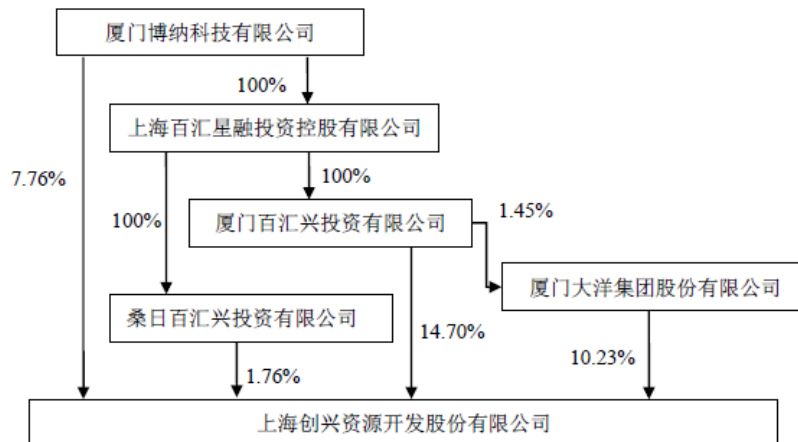 厦门博纳科技有限公司
100%
上海百汇星融投资控股有限公司
7.76%
100%
1.45%
厦门百汇兴投资有限公司
100%
厦门大洋集团股份有限公司
桑日百汇兴投资有限公司
14.70%
10.23%
1.76%
上海创兴资源开发股份有限公司